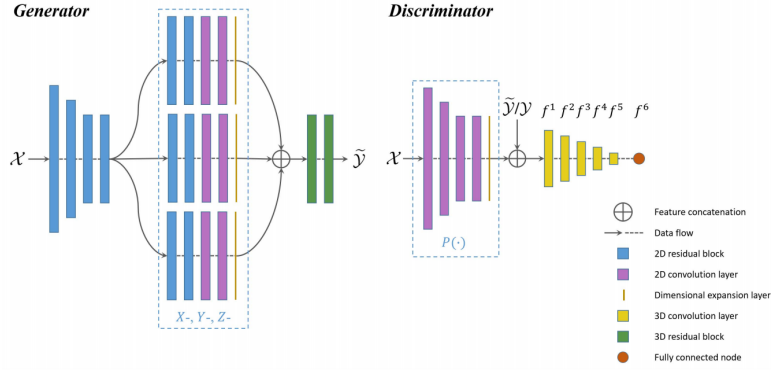 Generator
X-, Y-, Z-
𝒳
𝒴̃
Discriminator
𝒳
P(·)
𝒴̃/𝒴
f¹ f² f³ f⁴ f⁵ f⁶
Feature concatenation
Data flow
2D residual block
2D convolution layer
Dimensional expansion layer
3D convolution layer
3D residual block
Fully connected node